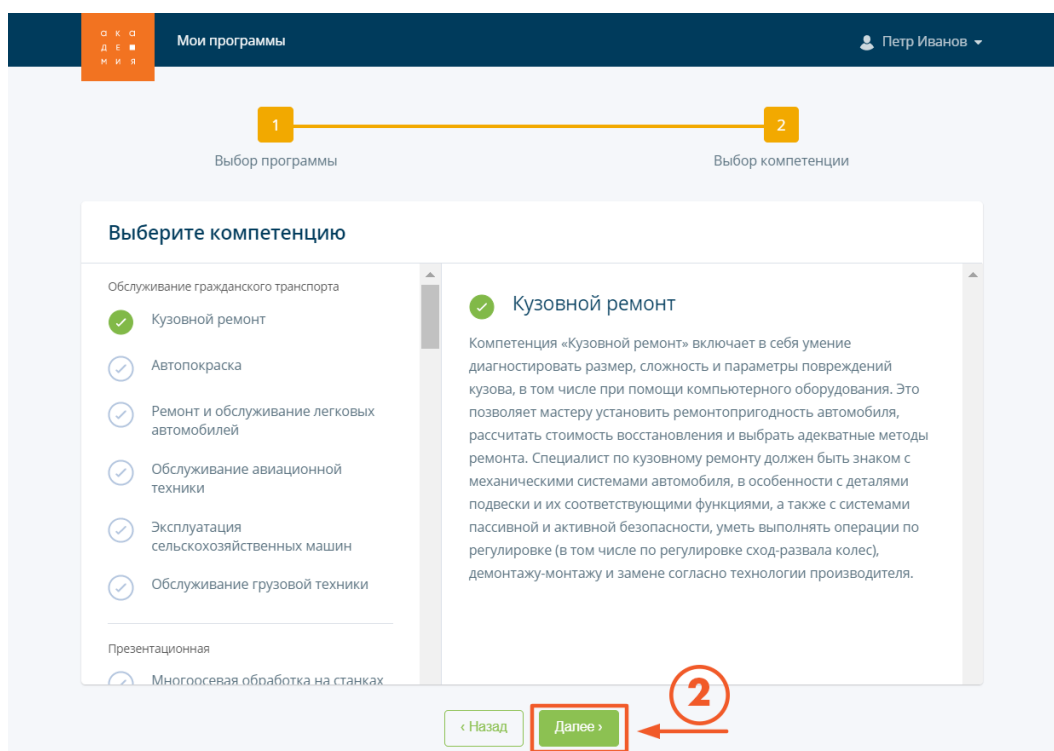 ака
Мои программы
Петр Иванов
ДЕ
МИЯ
1
2
Выбор программы
Выбор компетенции
Выберите компетенцию
Обслуживание гражданского транспорта
Кузовной ремонт
Автопокраска
Ремонт и обслуживание легковых
автомобилей
Обслуживание авиационной
техники
Эксплуатация
сельскохозяйственных машин
Обслуживание грузовой техники
Презентационная
Многоосевая обработка на станках
Кузовной ремонт
Компетенция «Кузовной ремонт» включает в себя умение
диагностировать размер, сложность и параметры повреждений
кузова, в том числе при помощи компьютерного оборудования. Это
позволяет мастеру установить ремонтопригодность автомобиля,
рассчитать стоимость восстановления и выбрать адекватные методы
ремонта. Специалист по кузовному ремонту должен быть знаком с
механическими системами автомобиля, в особенности с деталями
подвески и их соответствующими функциями, а также с системами
пассивной и активной безопасности, уметь выполнять операции по
регулировке (в том числе по регулировке сход-развала колес),
демонтажу-монтажу и замене согласно технологии производителя.
‹ Назад
Далее ›
2